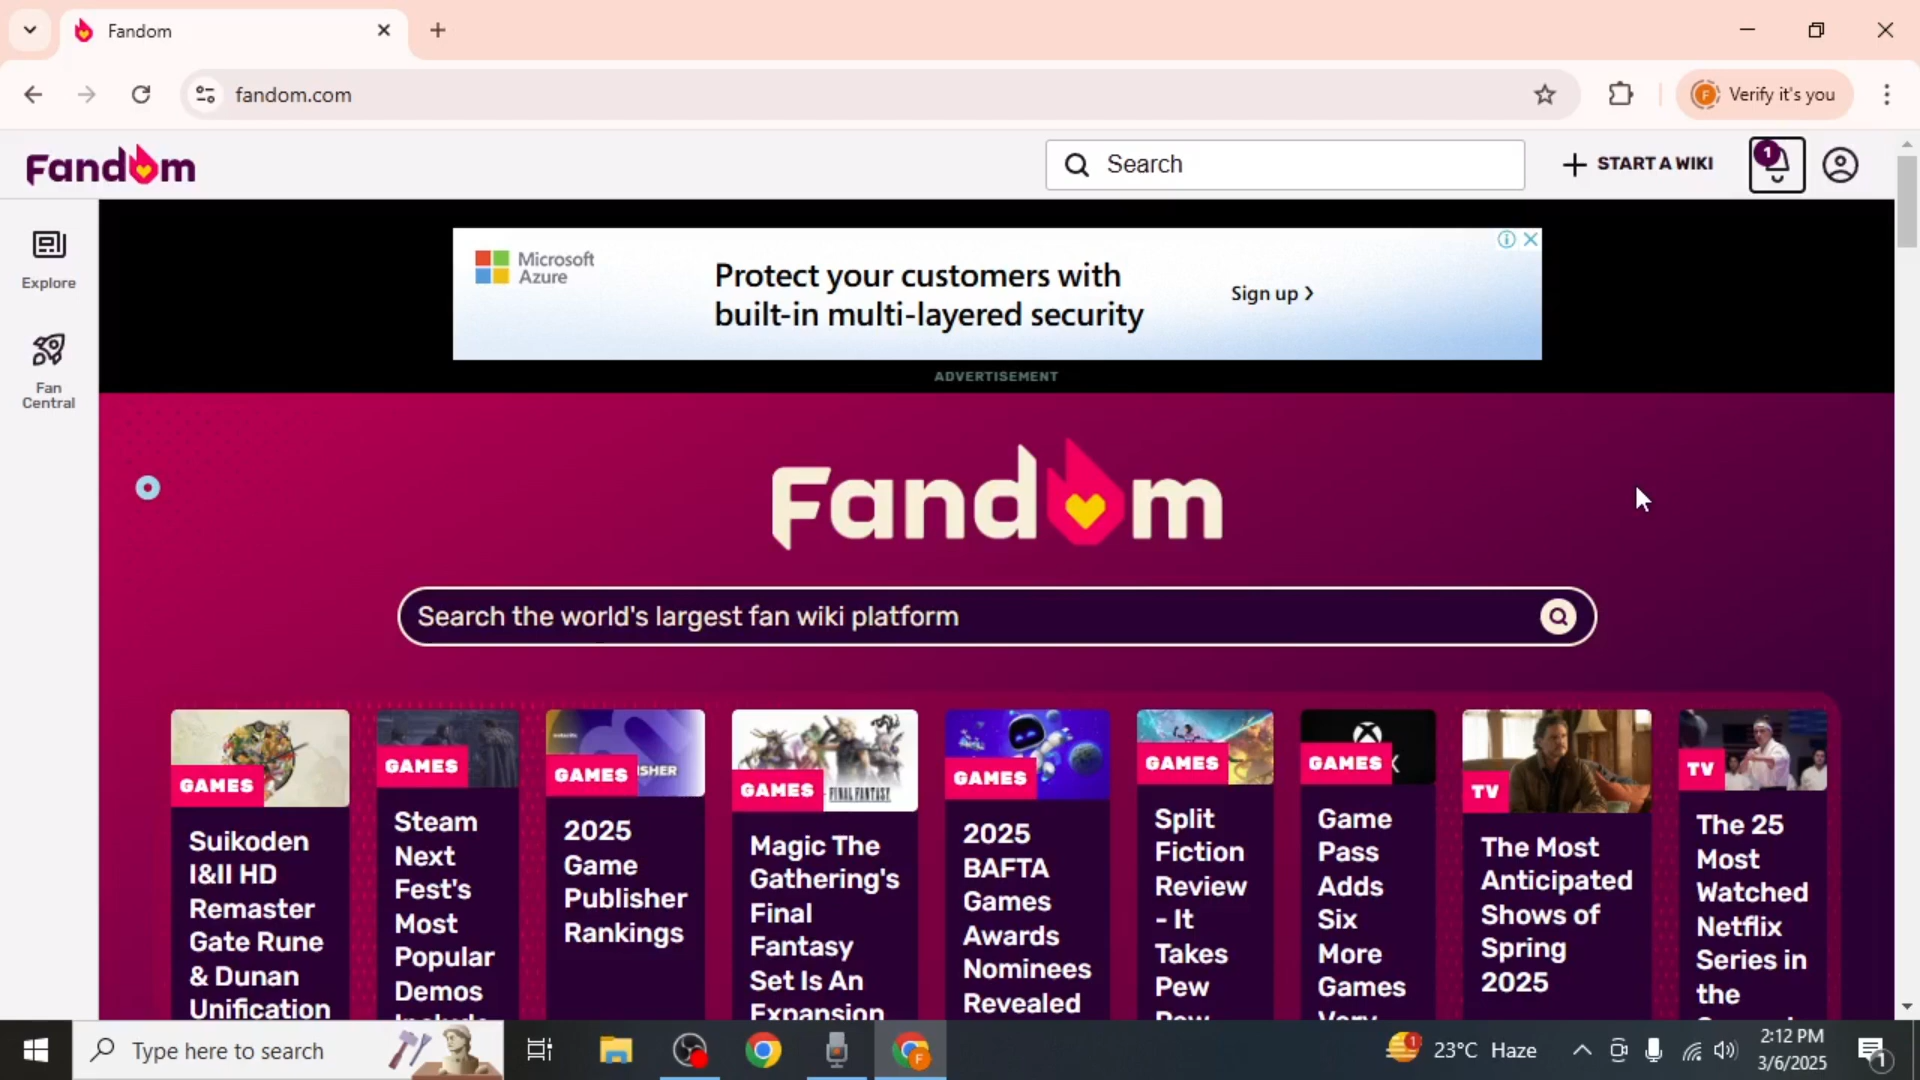 Fandom
fandom.com
F
Verify it's you
Fandom
Search
START A WIKI
1
Explore
Fan
Central
Microsoft
Azure
Protect your customers with
built-in multi-layered security
Sign up
ADVERTISEMENT
Fandom
Search the world's largest fan wiki platform
GAMES
Suikoden
I&II HD
Remaster
Gate Rune
& Dunan
Unification
GAMES
Steam
Next
Fest's
Most
Popular
Demos
GAMES
2025
Game
Publisher
Rankings
GAMES
FINAL FANTASY
Magic The
Gathering's
Final
Fantasy
Set Is An
Expansion
GAMES
2025
BAFTA
Games
Awards
Nominees
Revealed
GAMES
Split
Fiction
Review
- It
Takes
Pew
GAMES
Game
Pass
Adds
Six
More
Games
TV
The Most
Anticipated
Shows of
Spring
2025
TV
The 25
Most
Watched
Netflix
Series in
the
Type here to search
F
1
23°C Haze
2:12 PM
3/6/2025
1